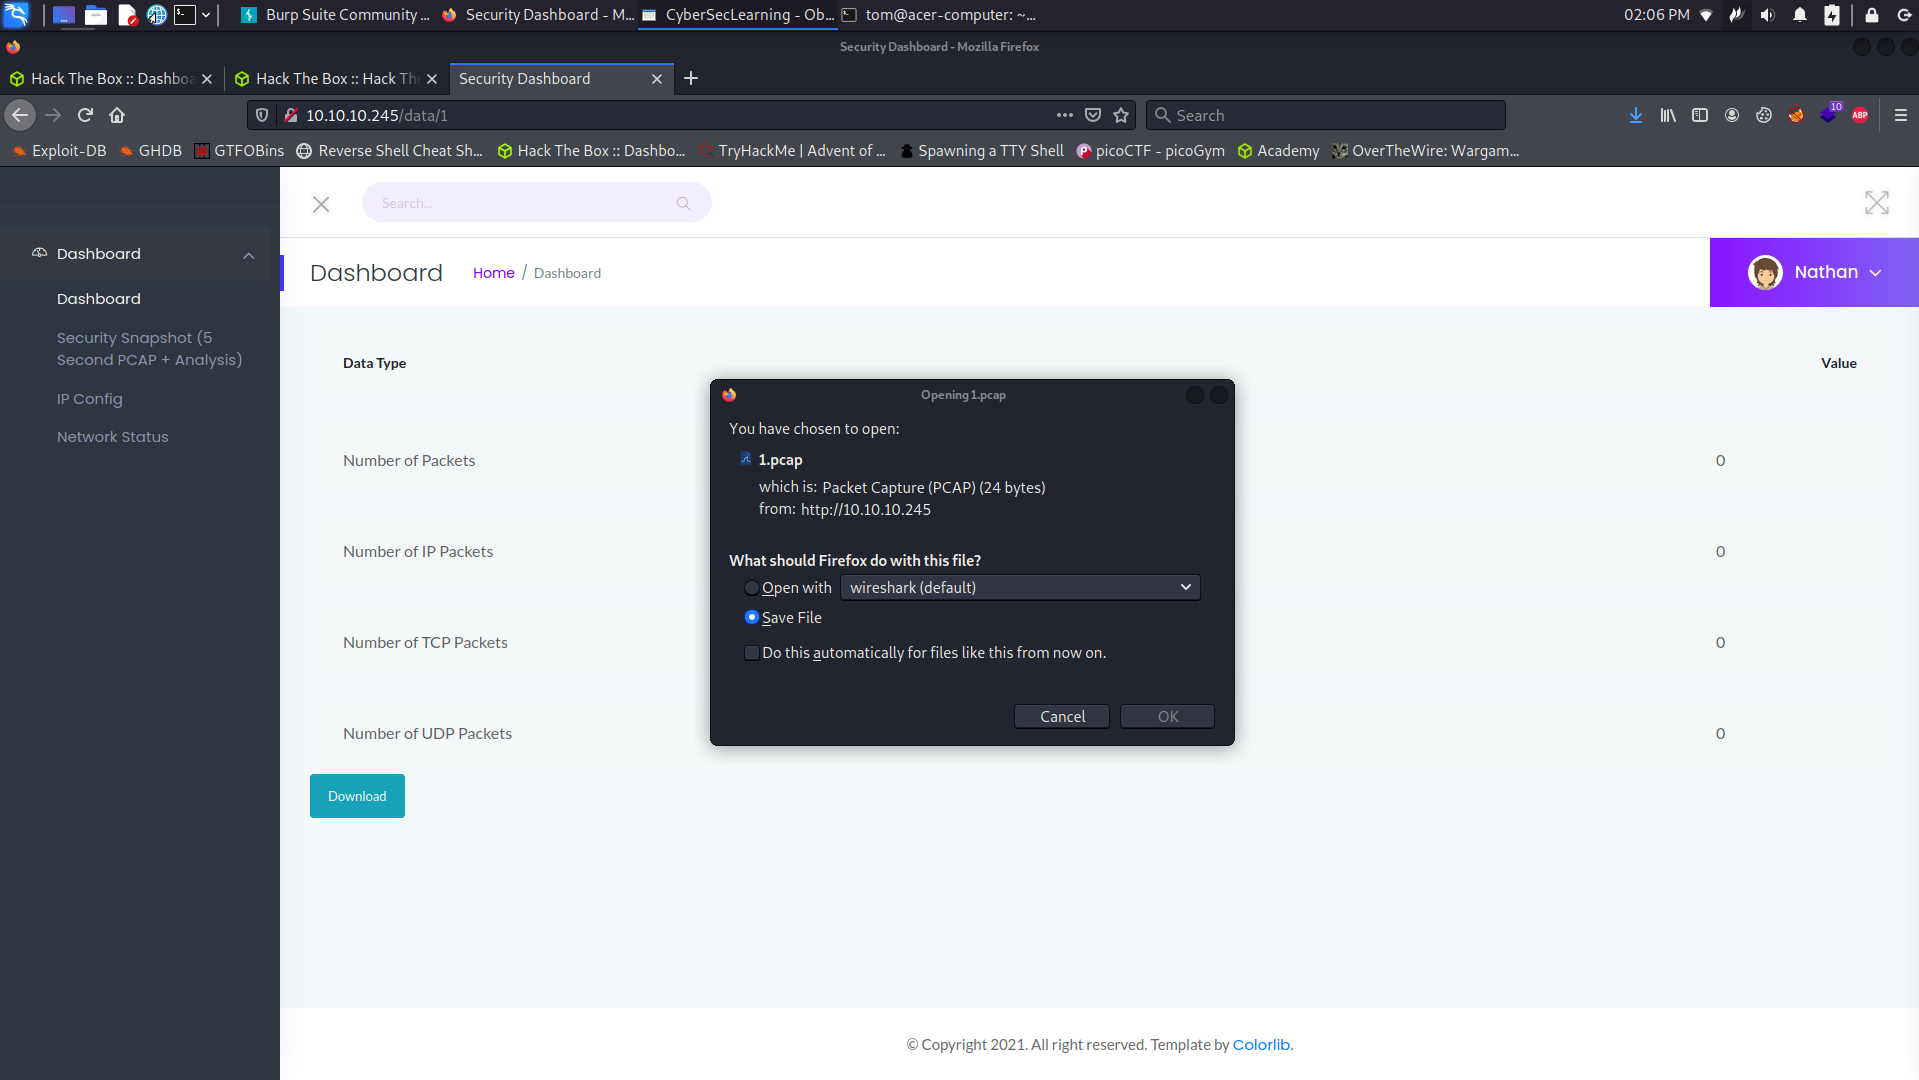 Burp Suite Community ...
Security Dashboard - M...
CyberSecLearning - Ob...
tom@acer-computer: ~...
02:06 PM
Security Dashboard - Mozilla Firefox
Hack The Box :: Dashboa
Hack The Box :: Hack The
Security Dashboard
10.10.10.245/data/1
Search
10
ABP
Exploit-DB
GHDB
GTFOBins
Reverse Shell Cheat Sh...
Hack The Box :: Dashbo...
TryHackMe | Advent of ...
Spawning a TTY Shell
picoCTF - picoGym
Academy
OverTheWire: Wargam...
Search...
Dashboard
Dashboard
Security Snapshot (5
Second PCAP + Analysis)
IP Config
Network Status
Dashboard
Home / Dashboard
Nathan
Data Type
Value
Number of Packets
0
Number of IP Packets
0
Number of TCP Packets
0
Number of UDP Packets
0
Download
Opening 1.pcap
You have chosen to open:
1.pcap
which is: Packet Capture (PCAP) (24 bytes)
from: http://10.10.10.245
What should Firefox do with this file?
Open with
wireshark (default)
Save File
Do this automatically for files like this from now on.
Cancel
OK
© Copyright 2021. All right reserved. Template by Colorlib.